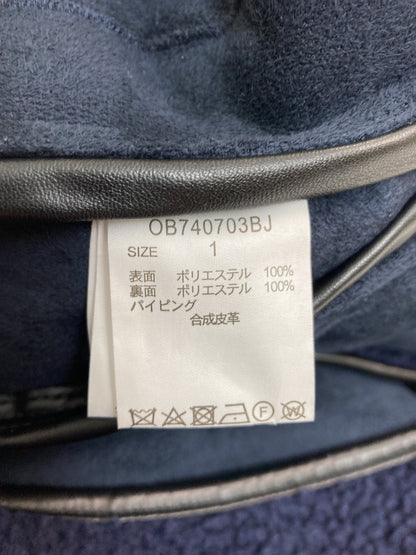 OB740703BJ
SIZE 1
表面 ポリエステル 100%
裏面 ポリエステル 100%
パイピング
合成皮革
F W